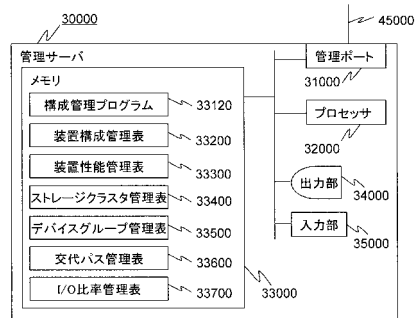 30000
45000
管理サーバ
メモリ
構成管理プログラム
33120
装置構成管理表
33200
装置性能管理表
33300
ストレージクラスタ管理表
33400
デバイスグループ管理表
33500
交代パス管理表
33600
I/O比率管理表
33700
33000
管理ポート
31000
プロセッサ
32000
出力部
34000
入力部
35000